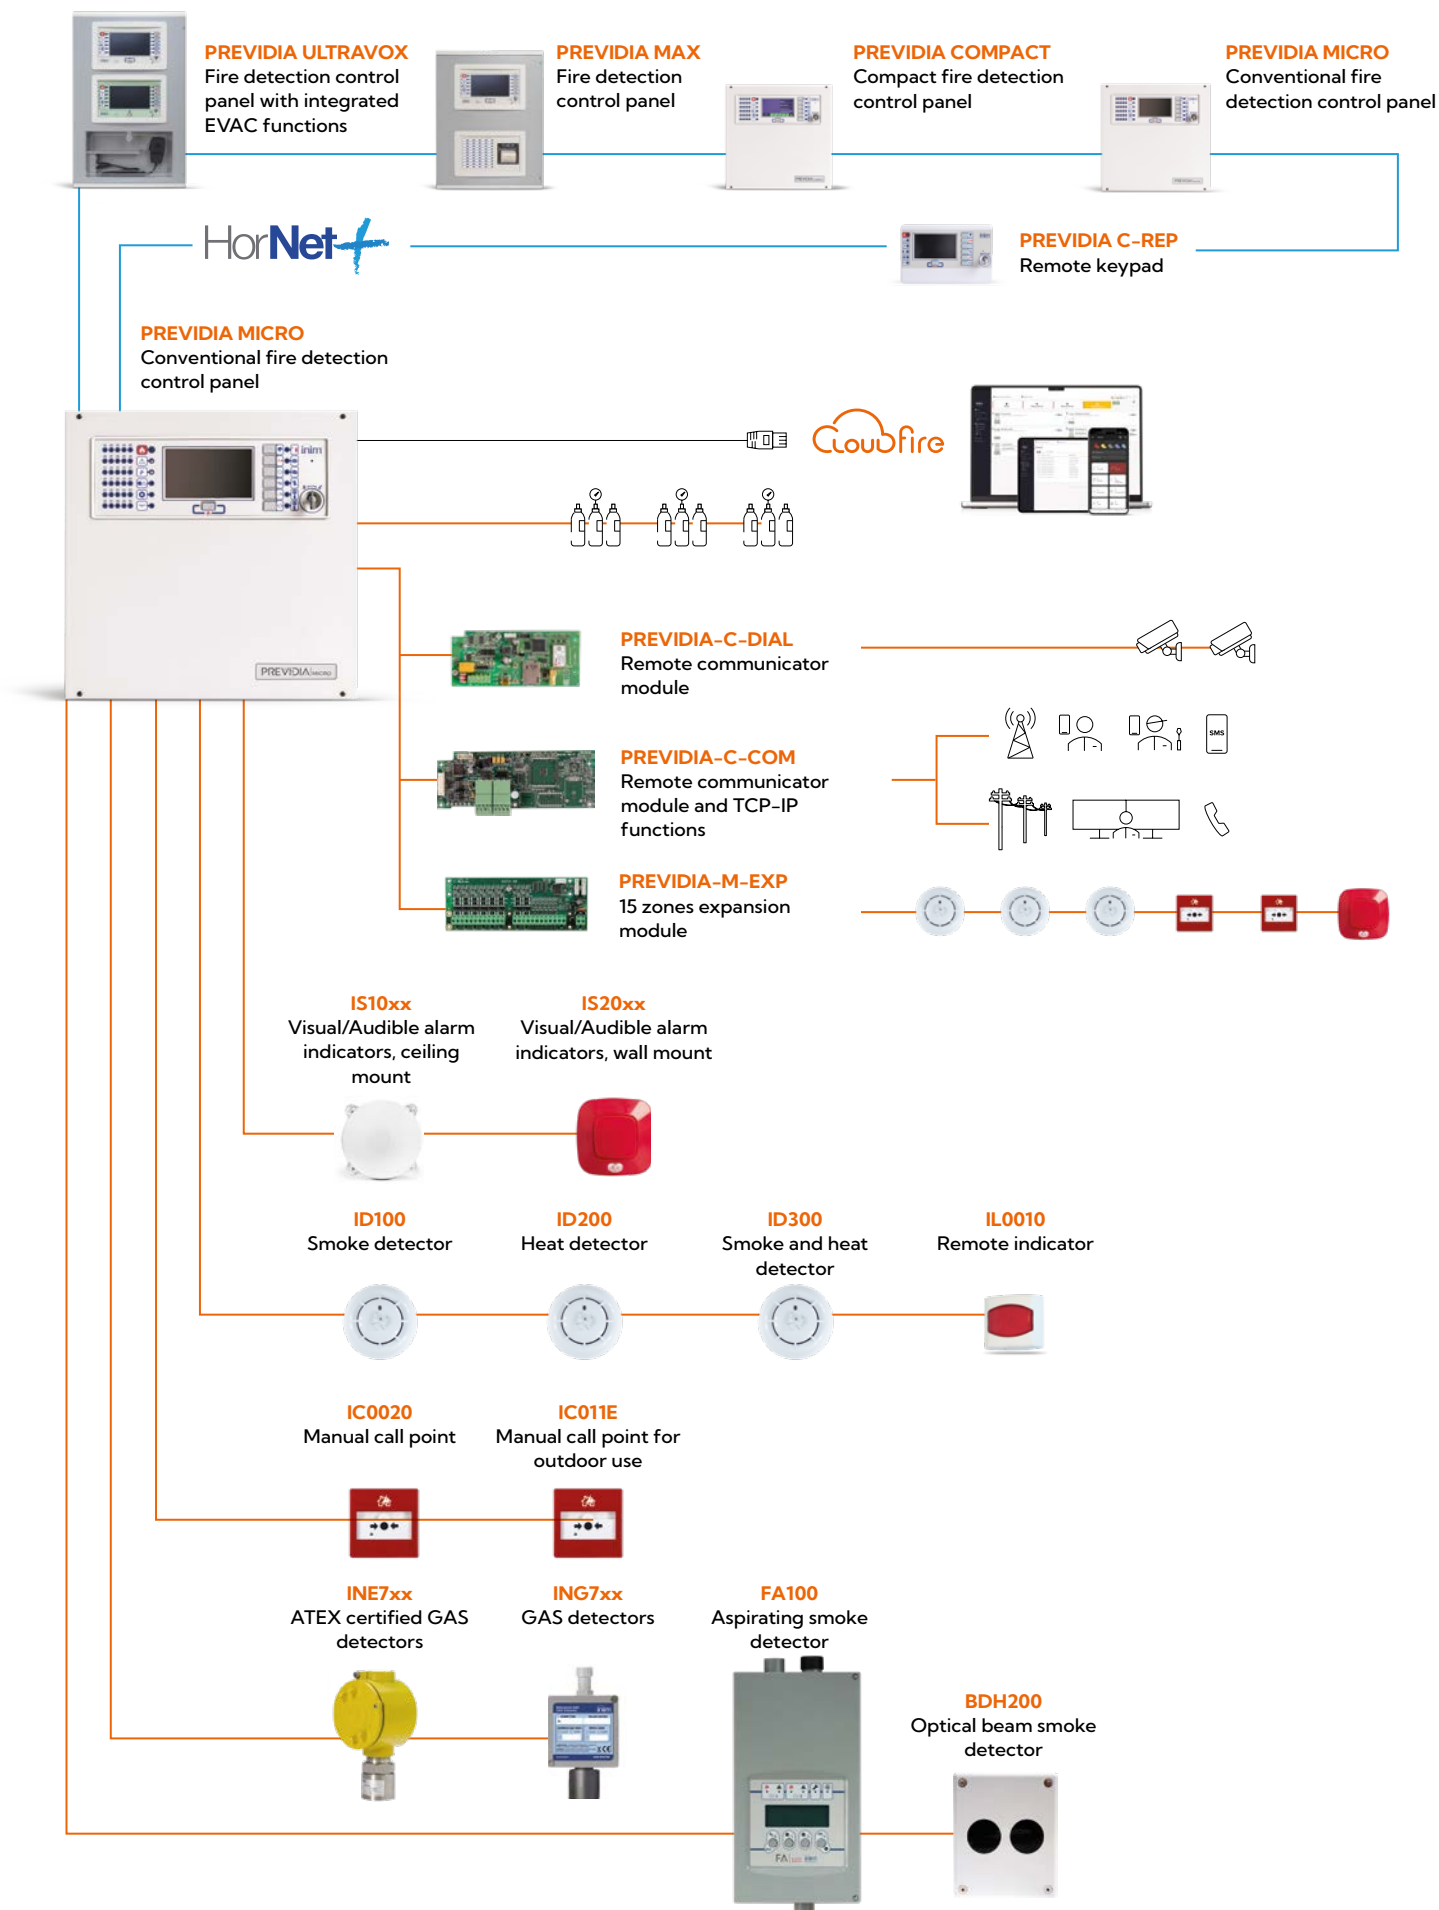 PREVIDIA ULTRAVOX
Fire detection control
panel with integrated
EVAC functions
PREVIDIA MAX
Fire detection
control panel
PREVIDIA COMPACT
Compact fire detection
control panel
PREVIDIA MICRO
Conventional fire
detection control panel
HorNet+
PREVIDIA C-REP
Remote keypad
PREVIDIA MICRO
Conventional fire detection
control panel
inim
PREVIDIA MICRO
CLOUDfire
PREVIDIA-C-DIAL
Remote communicator
module
PREVIDIA-C-COM
Remote communicator
module and TCP-IP
functions
SMS
PREVIDIA-M-EXP
15 zones expansion
module
IS10xx
Visual/Audible alarm
indicators, ceiling
mount
IS20xx
Visual/Audible alarm
indicators, wall mount
ID100
Smoke detector
ID200
Heat detector
ID300
Smoke and heat
detector
IL0010
Remote indicator
IC0020
Manual call point
IC011E
Manual call point for
outdoor use
INE7xx
ATEX certified GAS
detectors
ING7xx
GAS detectors
FA100
Aspirating smoke
detector
BDH200
Optical beam smoke
detector